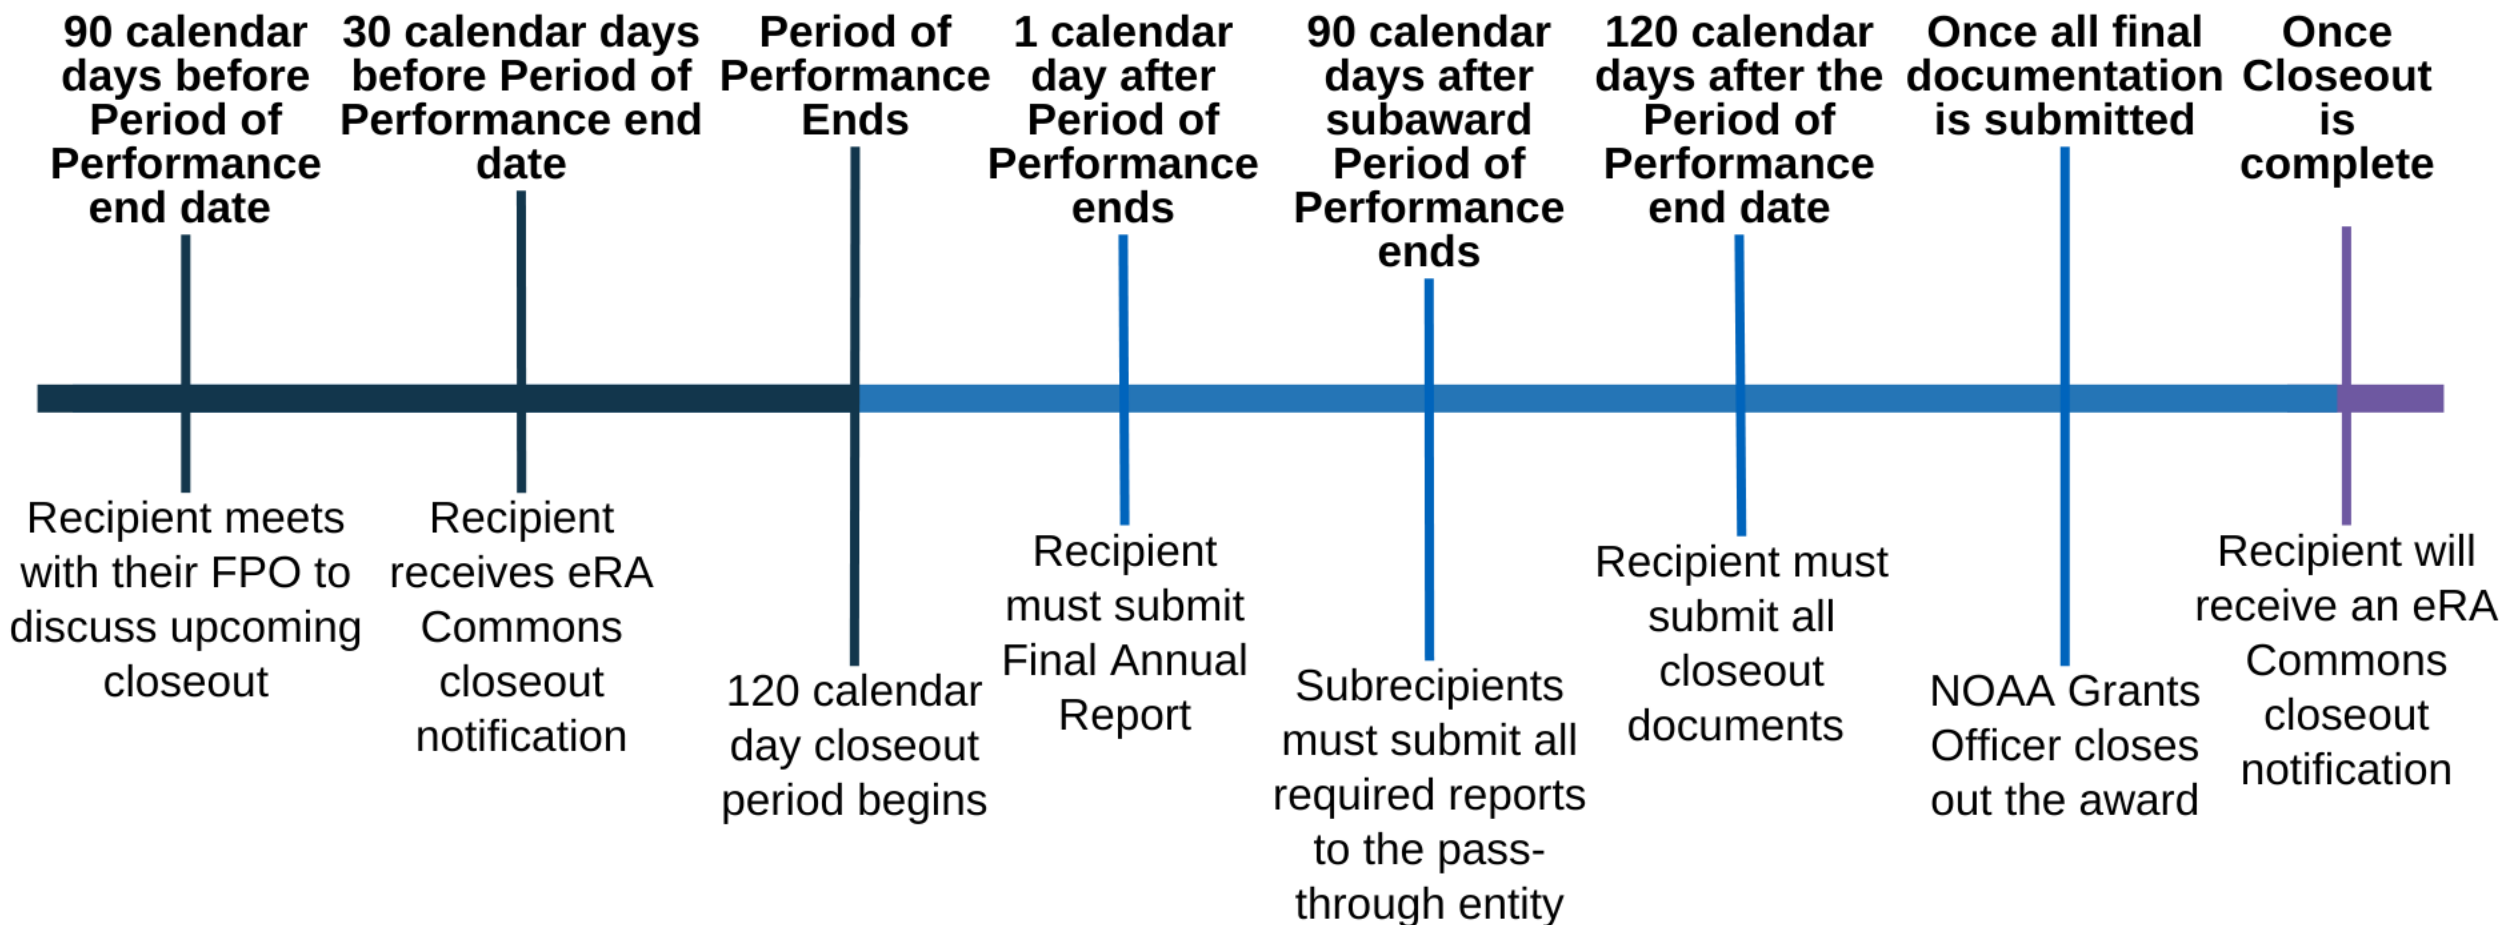 90 calendar
days before
Period of
Performance
end date
30 calendar days
before Period of
Performance end
date
Period of
Performance
Ends
1 calendar
day after
Period of
Performance
ends
90 calendar
days after
subaward
Period of
Performance
ends
120 calendar
days after the
Period of
Performance
end date
Once all final
documentation
is submitted
Once
Closeout
is
complete
Recipient meets
with their FPO to
discuss upcoming
closeout
Recipient
receives eRA
Commons
closeout
notification
120 calendar
day closeout
period begins
Recipient
must submit
Final Annual
Report
Subrecipients
must submit all
required reports
to the pass-
through entity
Recipient must
submit all
closeout
documents
NOAA Grants
Officer closes
out the award
Recipient will
receive an eRA
Commons
closeout
notification